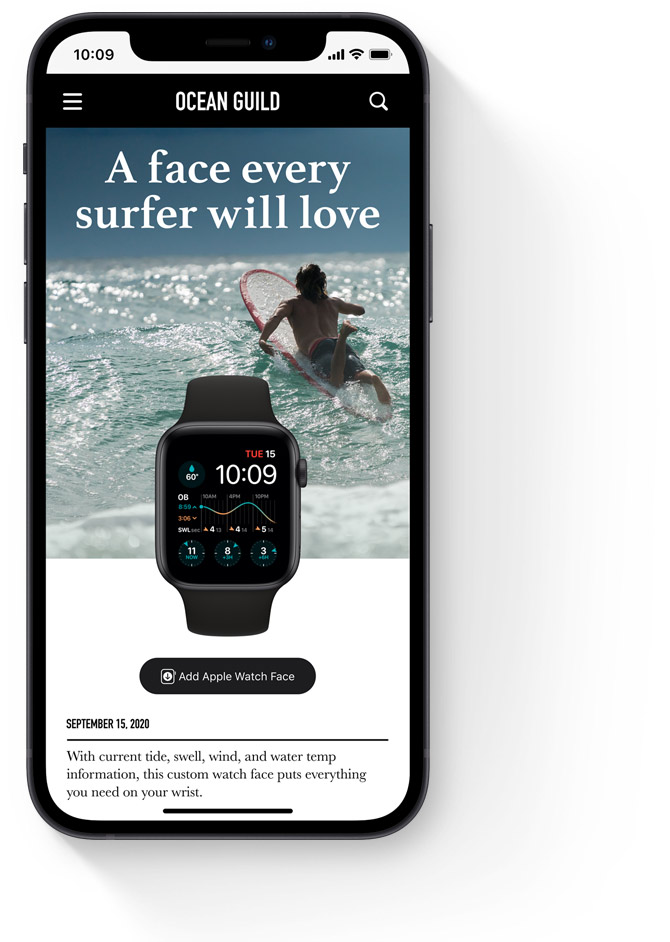 10:09
OCEAN GUILD
A face every
surfer will love
TUE 15
60°
10:09
OB
10AM 4PM 10PM
8:59
3:06
SWL SEC 4 13 4 14 5 14
11 8 3
NOW +3H +6H
Add Apple Watch Face
SEPTEMBER 15, 2020
With current tide, swell, wind, and water temp
information, this custom watch face puts everything
you need on your wrist.